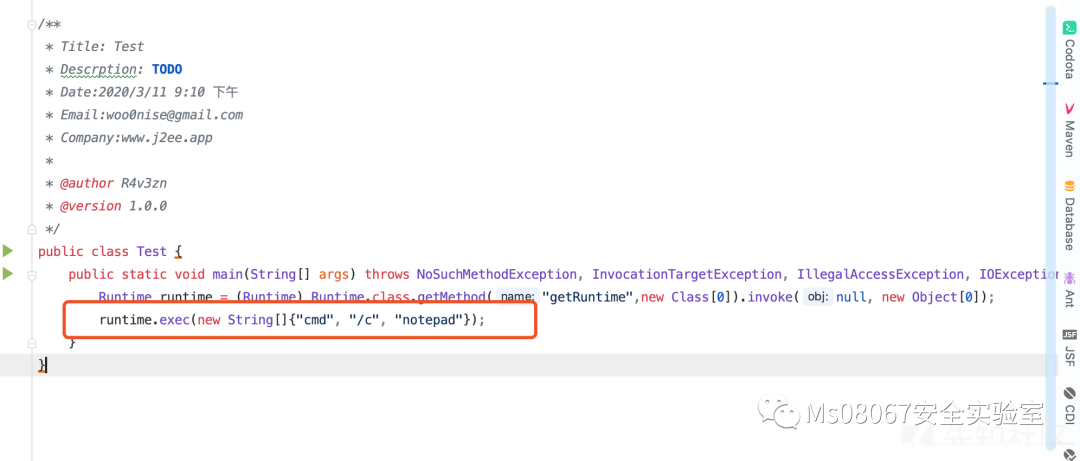 /**
* Title: Test
* Descrption: TODO
* Date:2020/3/11 9:10 下午
* Email:woo0nise@gmail.com
* Company:www.j2ee.app
*
* @author R4v3zn
* @version 1.0.0
*/
public class Test {
public static void main(String[] args) throws NoSuchMethodException, InvocationTargetException, IllegalAccessException, IOException
Runtime runtime = (Runtime) Runtime.class.getMethod( name: "getRuntime",new Class[0]).invoke( obj: null, new Object[0]);
runtime.exec(new String[]{"cmd", "/c", "notepad"});
}
}
Codota
Maven
Database
Ant
JSF
JSF
CDI
Ms08067安全实验室